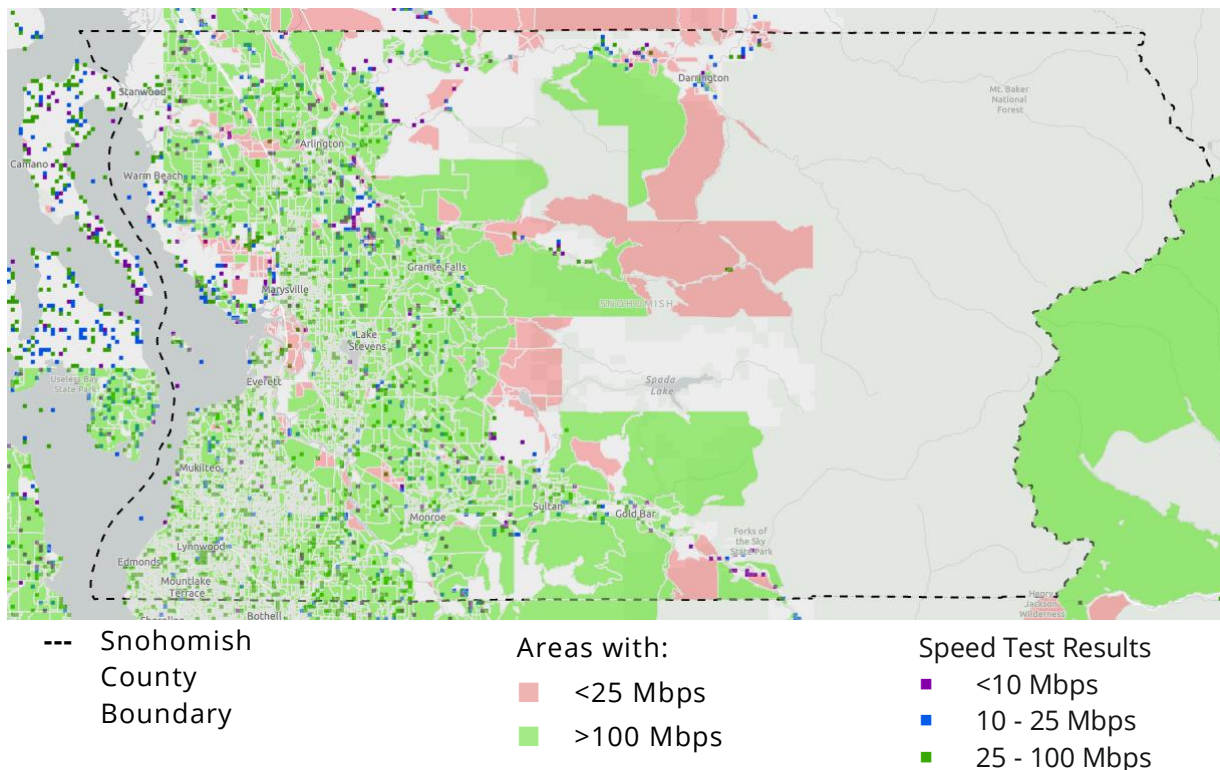 Stanwood
Darrington
Mt. Baker
National
Forest
Arlington
Camano
Warm Beach
Granite Falls
Marysville
SNOHOMISH
Lake
Stevens
Useless Bay
State Park
Everett
Spada
Lake
Mukilteo
Sultan
Gold Bar
Monroe
Forks of
the Sky
State Park
Lynnwood
Edmonds
Mountlake
Terrace
Henry
Jackson
Wilderness
Bothell
Snohomish
County
Boundary
Areas with:
<25 Mbps
>100 Mbps
Speed Test Results
<10 Mbps
10 - 25 Mbps
25 - 100 Mbps